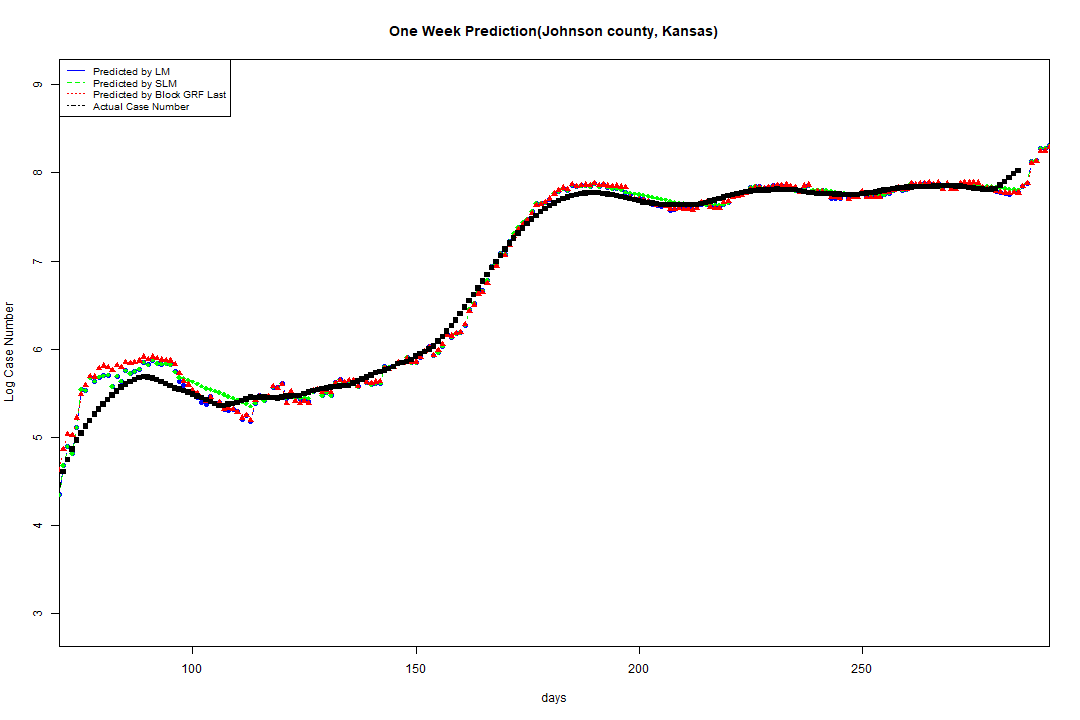 One Week Prediction(Johnson county, Kansas)
Predicted by LM
Predicted by SLM
Predicted by Block GRF Last
Actual Case Number
9
8
7
6
5
4
3
Log Case Number
100 150 200 250
days